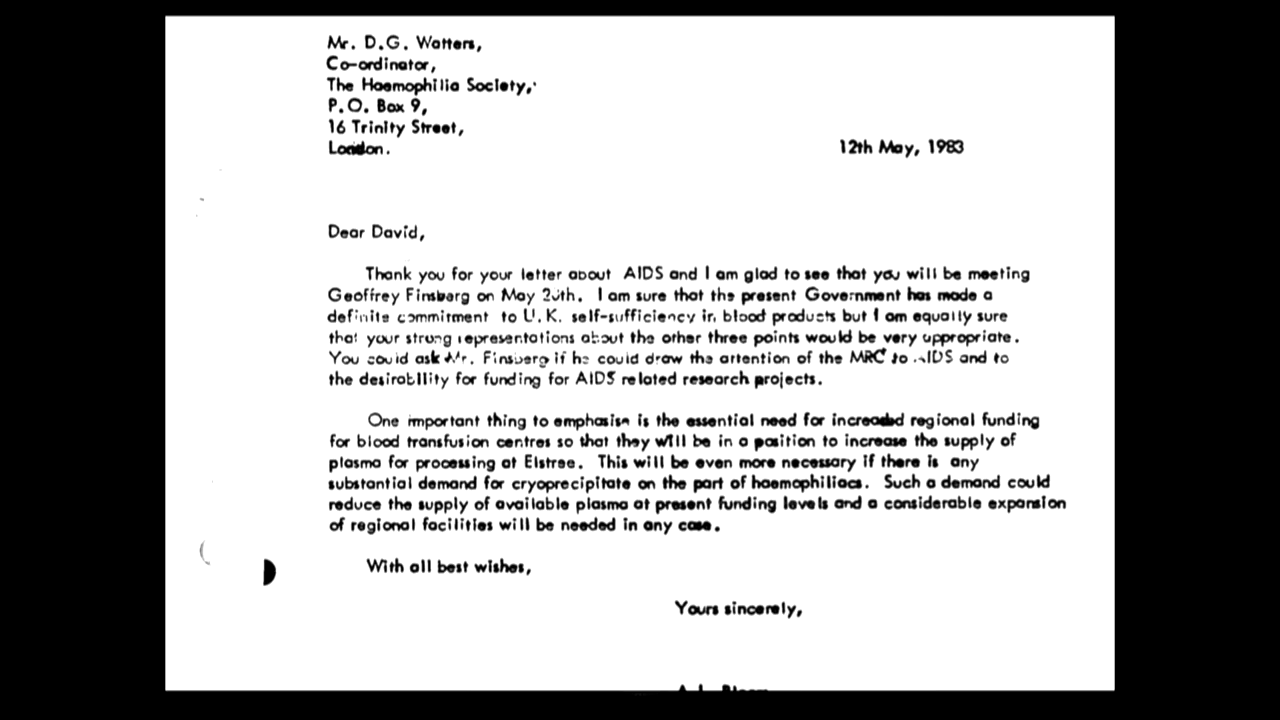 Mr. D.G. Watters,
Co-ordinator,
The Haemophilia Society,
P.O. Box 9,
16 Trinity Street,
London.
12th May, 1983
Dear David,
Thank you for your letter about AIDS and I am glad to see that you will be meeting
Geoffrey Finsberg on May 20th. I am sure that the present Government has made a
definite commitment to U.K. self-sufficiency in blood products but I am equally sure
that your strong representations about the other three points would be very appropriate.
You could ask Mr. Finsberg if he could draw the attention of the MRC to AIDS and to
the desirability for funding for AIDS related research projects.
One important thing to emphasise is the essential need for increased regional funding
for blood transfusion centres so that they will be in a position to increase the supply of
plasma for processing at Elstree. This will be even more necessary if there is any
substantial demand for cryoprecipitate on the part of haemophiliacs. Such a demand could
reduce the supply of available plasma at present funding levels and a considerable expansion
of regional facilities will be needed in any case.
With all best wishes,
Yours sincerely,